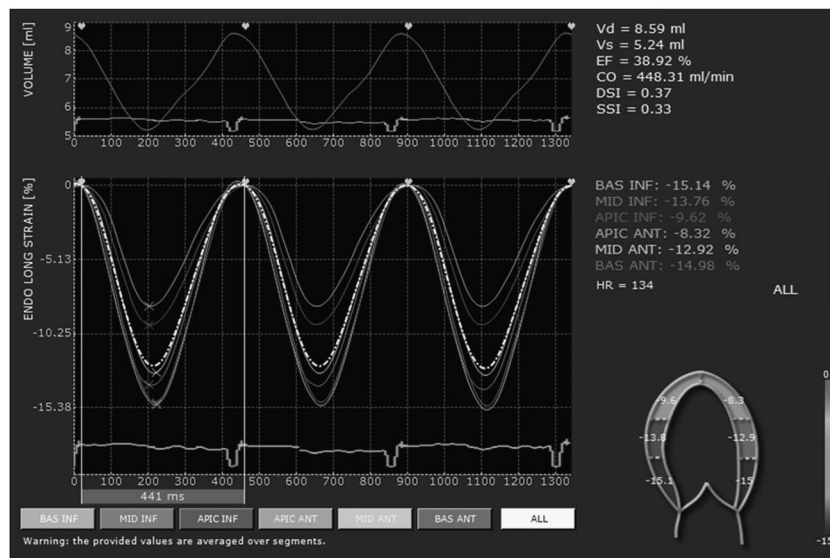 VOLUME [ml]
9
8
7
6
5
0 100 200 300 400 500 600 700 800 900 1000 1100 1200 1300
Vd = 8.59 ml
Vs = 5.24 ml
EF = 38.92 %
CO = 448.31 ml/min
DSI = 0.37
SSI = 0.33
ENDO LONG STRAIN [%]
0
-5.13
-10.25
-15.38
0 100 200 300 400 500 600 700 800 900 1000 1100 1200 1300
441 ms
BAS INF: -15.14 %
MID INF: -13.76 %
APIC INF: -9.62 %
APIC ANT: -8.32 %
MID ANT: -12.92 %
BAS ANT: -14.98 %
HR = 134
ALL
0
-9.6 -8.3
-13.8 -12.9
-15.1 -15
BAS INF MID INF APIC INF APIC ANT MID ANT BAS ANT ALL
Warning: the provided values are averaged over segments.